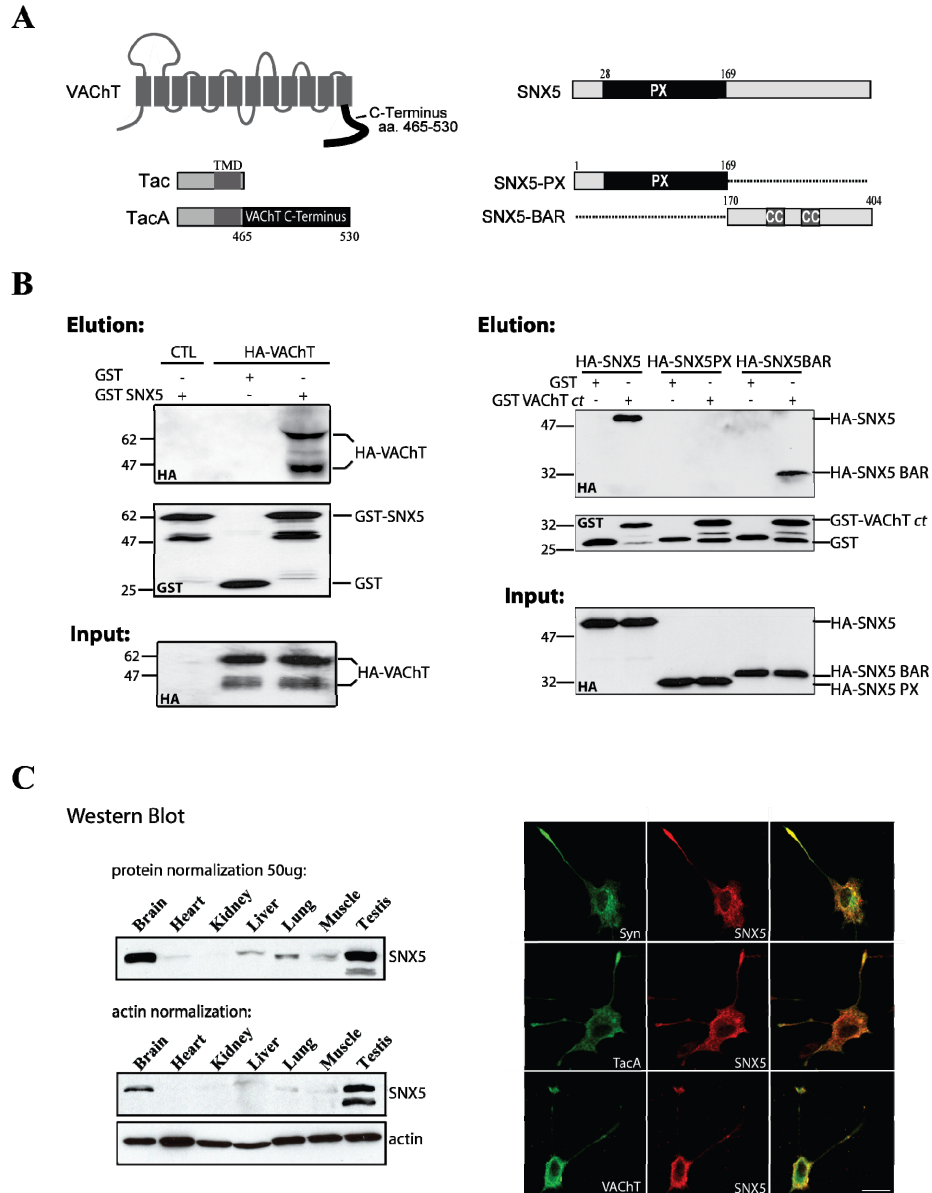 A
VAChT
C-Terminus
aa. 465-530
TMD
Tac
TacA
VAChT C-Terminus
465
530
28
169
SNX5
PX
1
169
SNX5-PX
PX
170
404
SNX5-BAR
CC
CC
B
Elution:
CTL
HA-VAChT
GST
-
+
-
GST SNX5
+
-
+
62
47
HA
HA-VAChT
62
47
25
GST
GST-SNX5
GST
Input:
62
47
HA
HA-VAChT
Elution:
HA-SNX5
HA-SNX5PX
HA-SNX5BAR
GST
+
-
+
-
+
-
GST VAChT ct
-
+
-
+
-
+
47
32
HA
HA-SNX5
HA-SNX5 BAR
32
25
GST
GST-VAChT ct
GST
Input:
47
32
HA
HA-SNX5
HA-SNX5 BAR
HA-SNX5 PX
C
Western Blot
protein normalization 50ug:
Brain
Heart
Kidney
Liver
Lung
Muscle
Testis
SNX5
actin normalization:
Brain
Heart
Kidney
Liver
Lung
Muscle
Testis
SNX5
actin
Syn
SNX5
TacA
SNX5
VAChT
SNX5